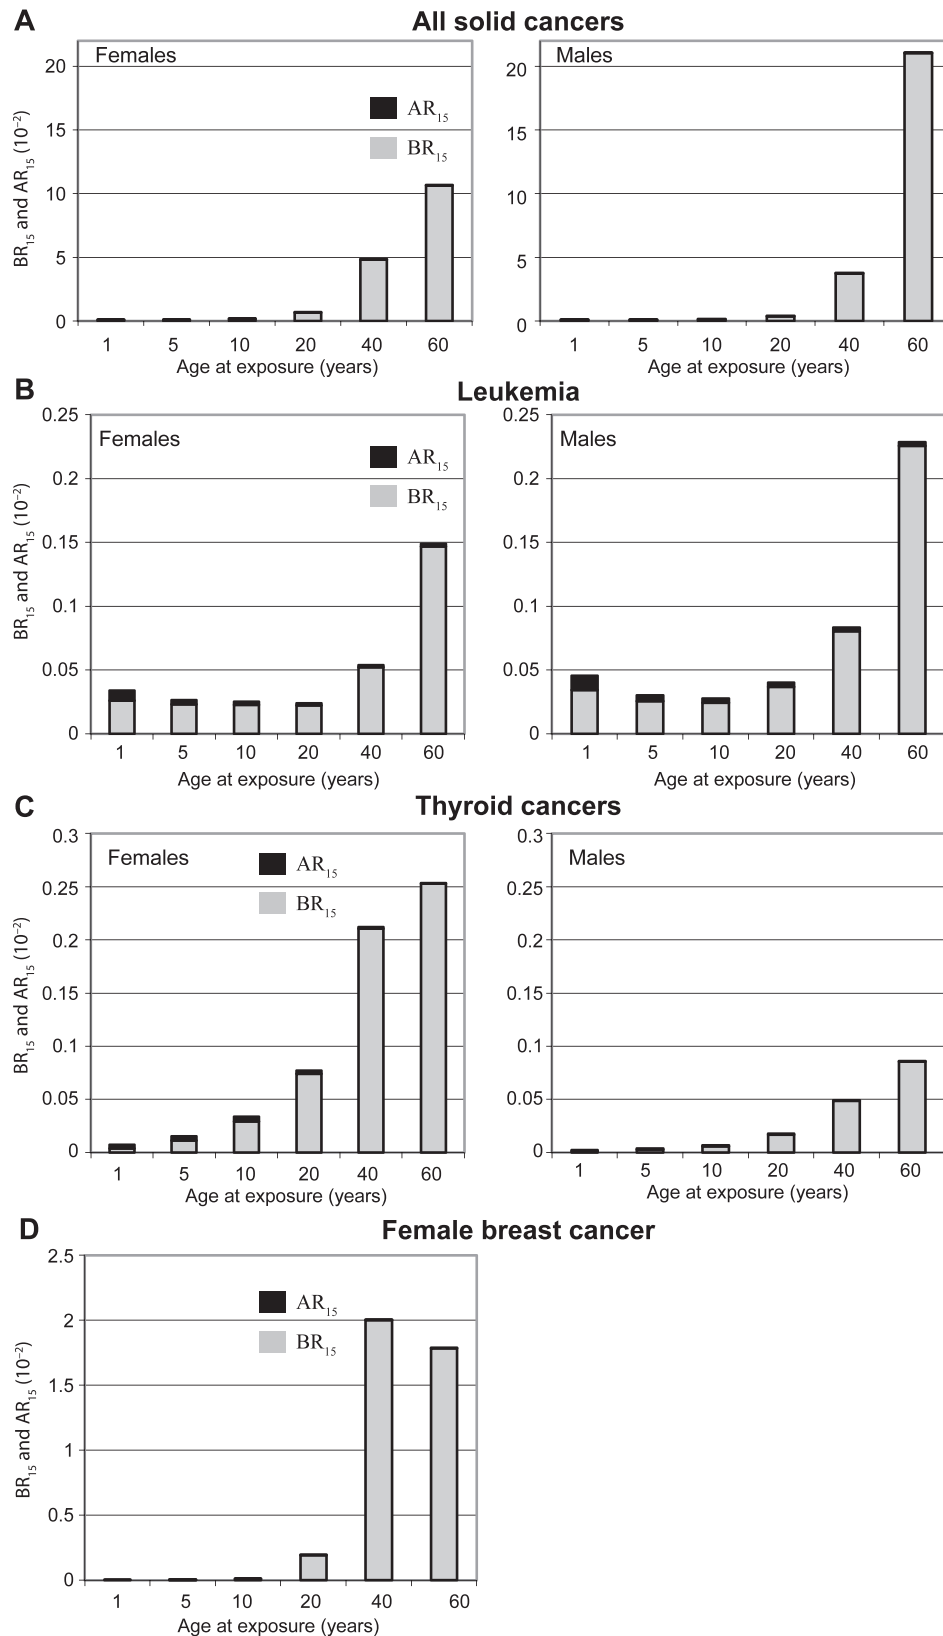 A
All solid cancers
Females
AR15
BR15
BR15 and AR15 (10−2)
20
15
10
5
0
1 5 10 20 40 60
Age at exposure (years)
Males
20
15
10
5
0
1 5 10 20 40 60
Age at exposure (years)
B
Leukemia
Females
AR15
BR15
BR15 and AR15 (10−2)
0.25
0.2
0.15
0.1
0.05
0
1 5 10 20 40 60
Age at exposure (years)
Males
0.25
0.2
0.15
0.1
0.05
0
1 5 10 20 40 60
Age at exposure (years)
C
Thyroid cancers
Females
AR15
BR15
BR15 and AR15 (10−2)
0.3
0.25
0.2
0.15
0.1
0.05
0
1 5 10 20 40 60
Age at exposure (years)
Males
0.3
0.25
0.2
0.15
0.1
0.05
0
1 5 10 20 40 60
Age at exposure (years)
D
Female breast cancer
AR15
BR15
BR15 and AR15 (10−2)
2.5
2
1.5
1
0.5
0
1 5 10 20 40 60
Age at exposure (years)